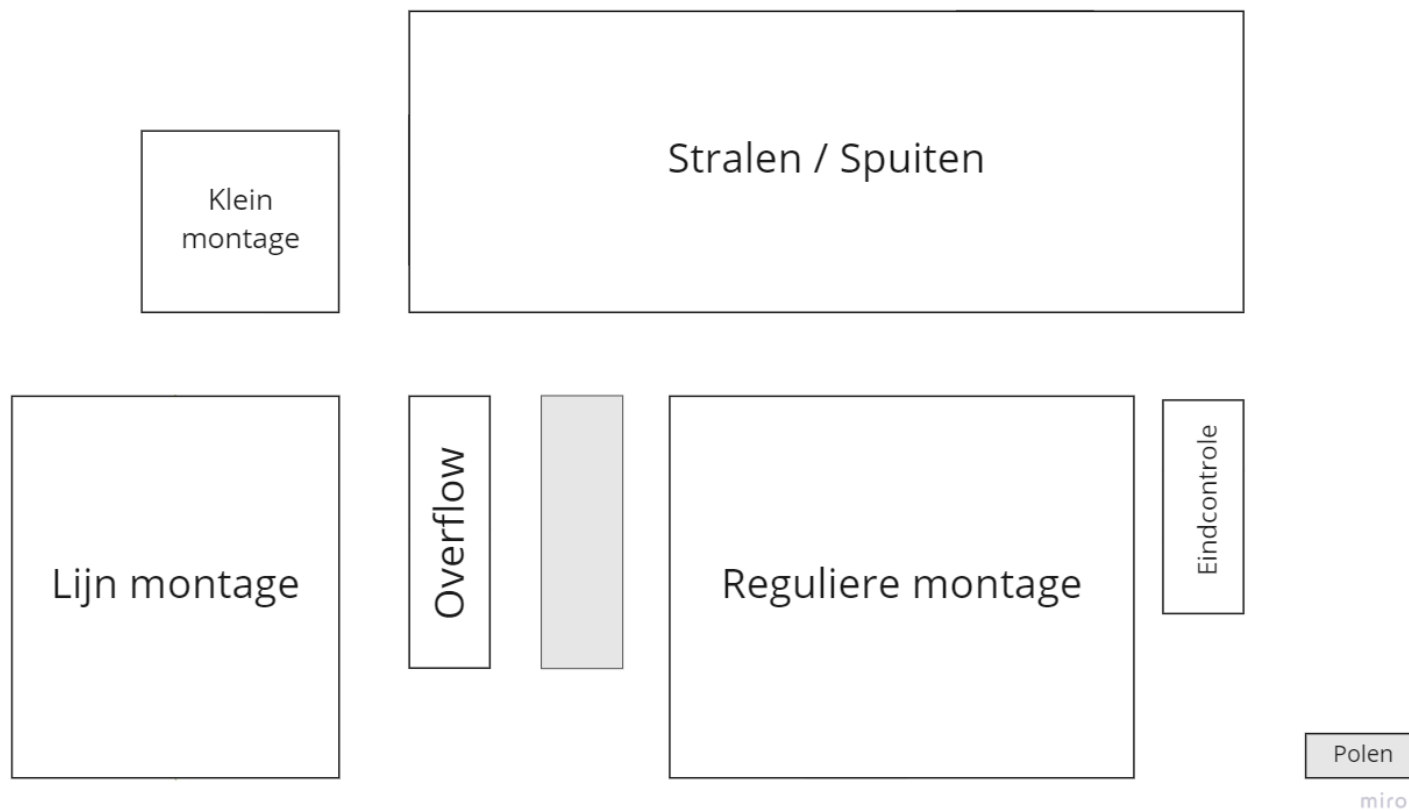 Stralen / Spuiten
Klein
montage
Lijn montage
Overflow
Reguliere montage
Eindcontrole
Polen
miro